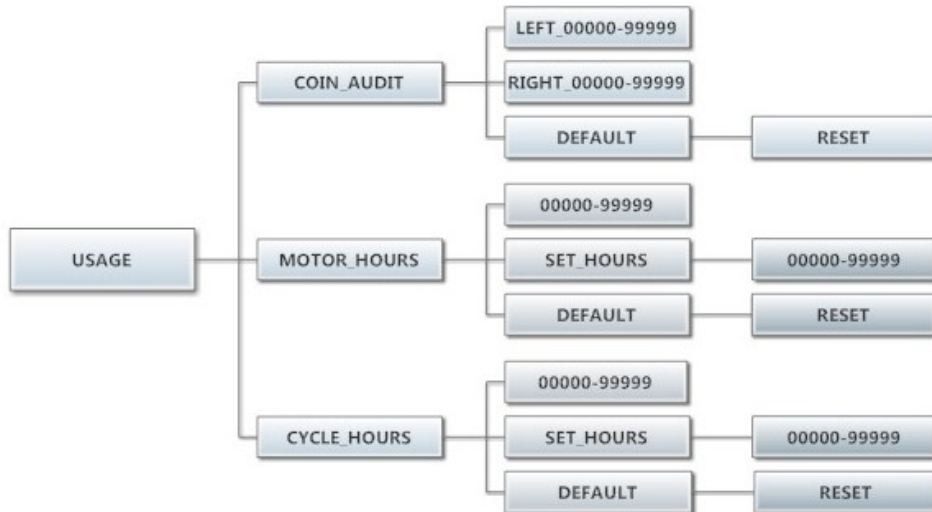 LEFT_00000-99999
COIN_AUDIT
RIGHT_00000-99999
DEFAULT
RESET
00000-99999
USAGE
MOTOR_HOURS
SET_HOURS
00000-99999
DEFAULT
RESET
00000-99999
CYCLE_HOURS
SET_HOURS
00000-99999
DEFAULT
RESET